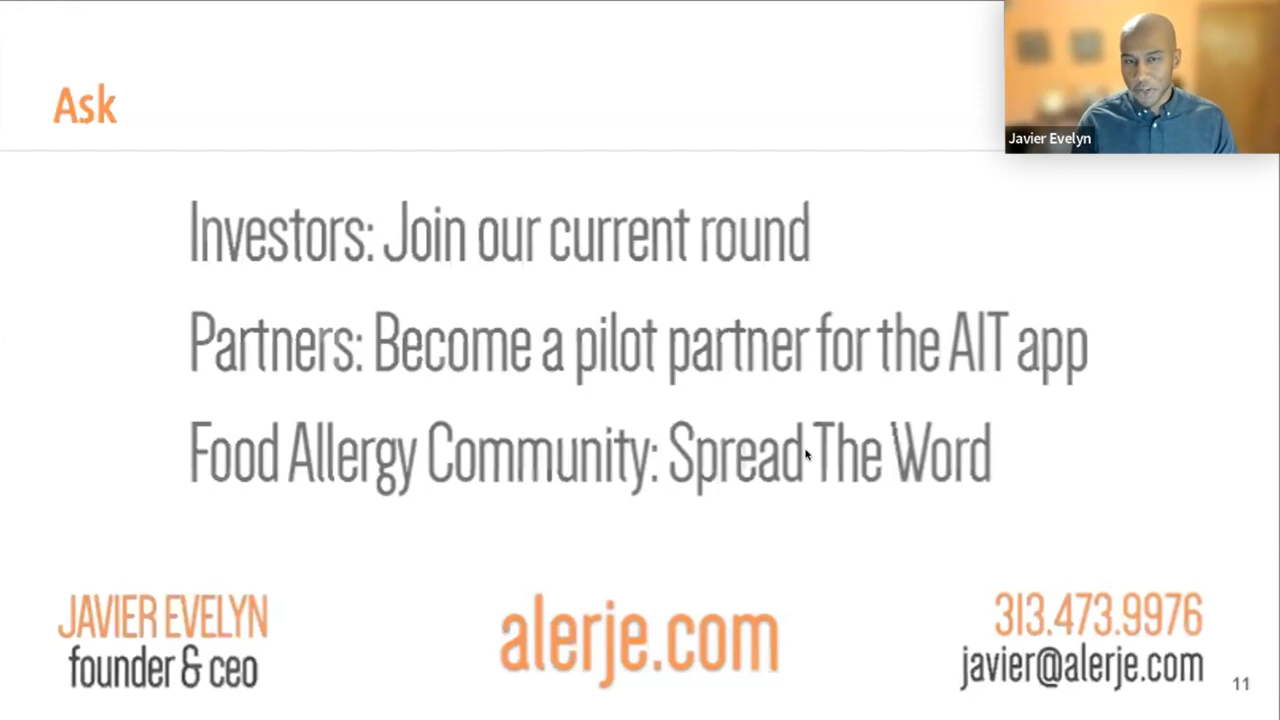 Ask
Javier Evelyn
Investors: Join our current round
Partners: Become a pilot partner for the AIT app
Food Allergy Community: Spread The Word
JAVIER EVELYN
founder & ceo
alerje.com
313.473.9976
javier@alerje.com
11